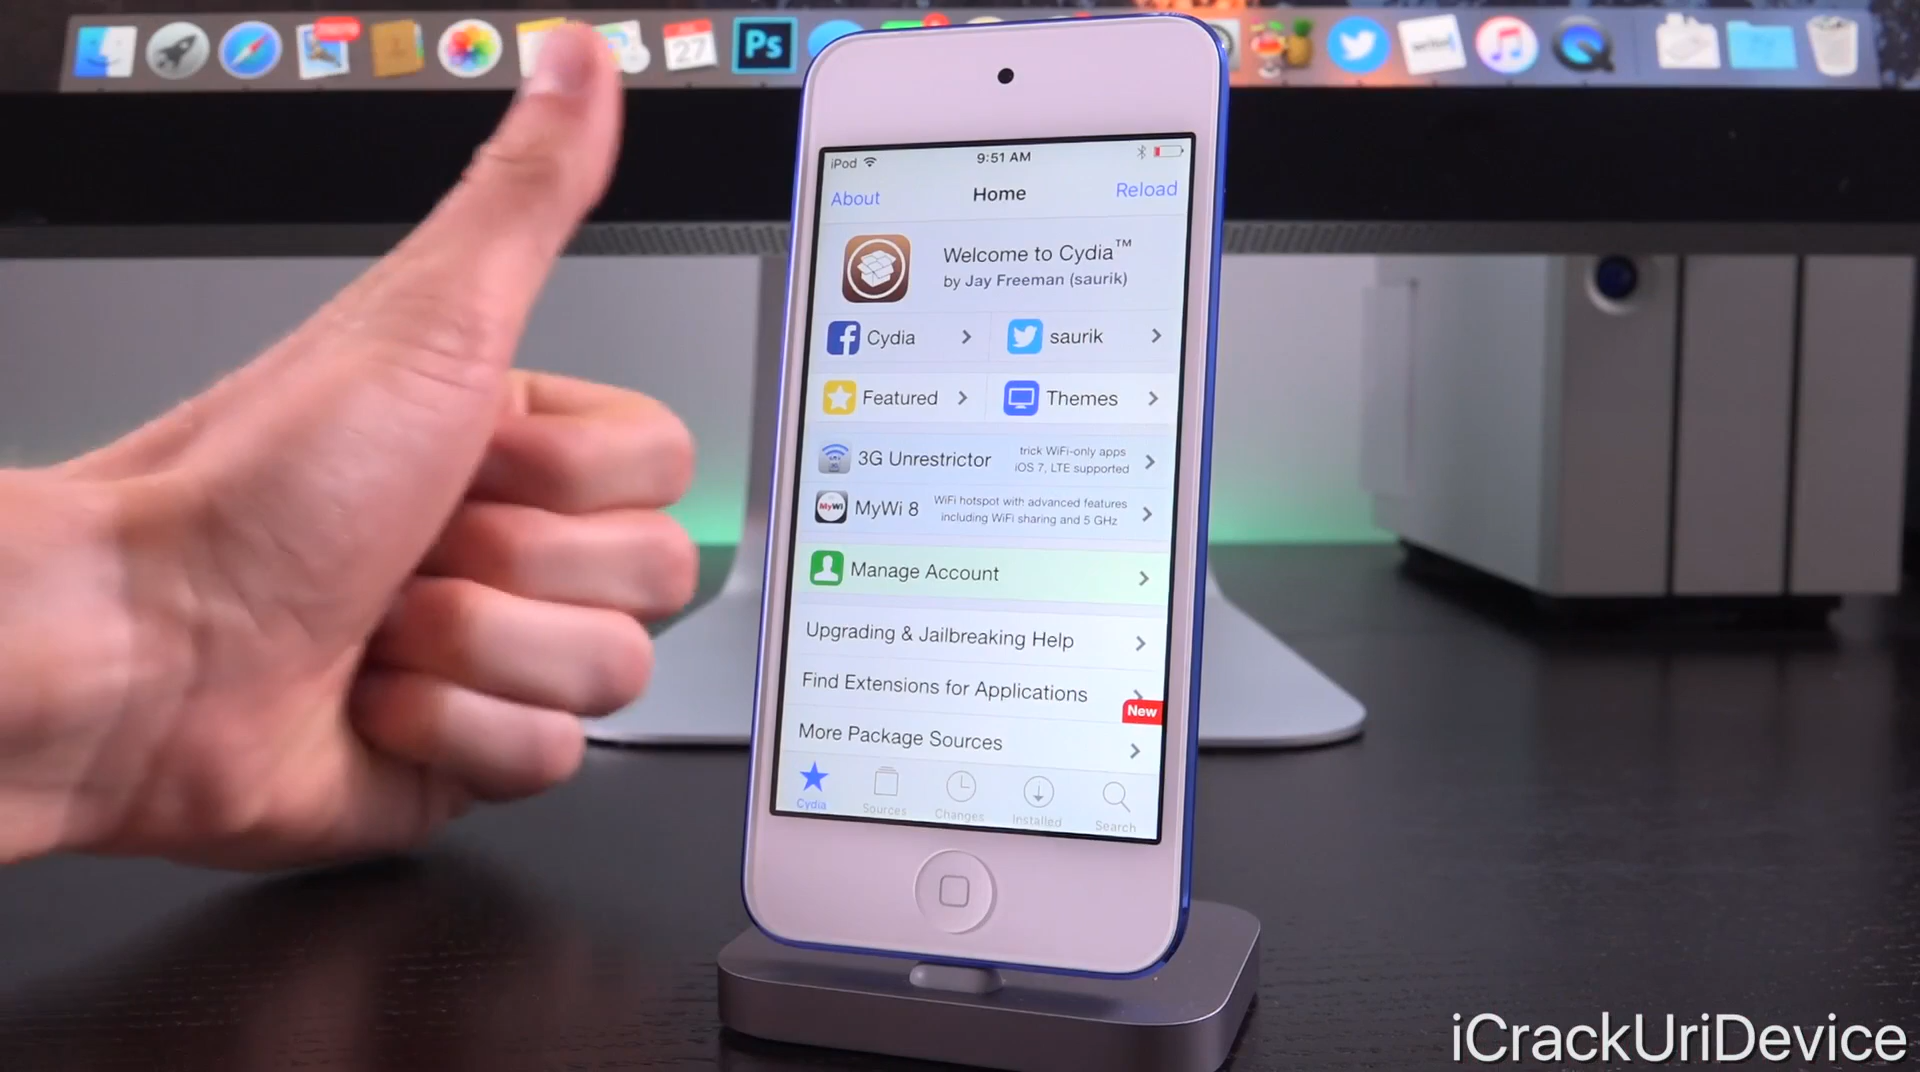 27
Ps
iPod
9:51 AM
About
Home
Reload
Welcome to Cydia™
by Jay Freeman (saurik)
Cydia
saurik
Featured
Themes
3G Unrestrictor
trick WiFi-only apps
iOS 7, LTE supported
MyWi
MyWi 8
WiFi hotspot with advanced features
including WiFi sharing and 5 GHz
Manage Account
Upgrading & Jailbreaking Help
Find Extensions for Applications
New
More Package Sources
Cydia
Sources
Changes
Installed
Search
iCrackUriDevice